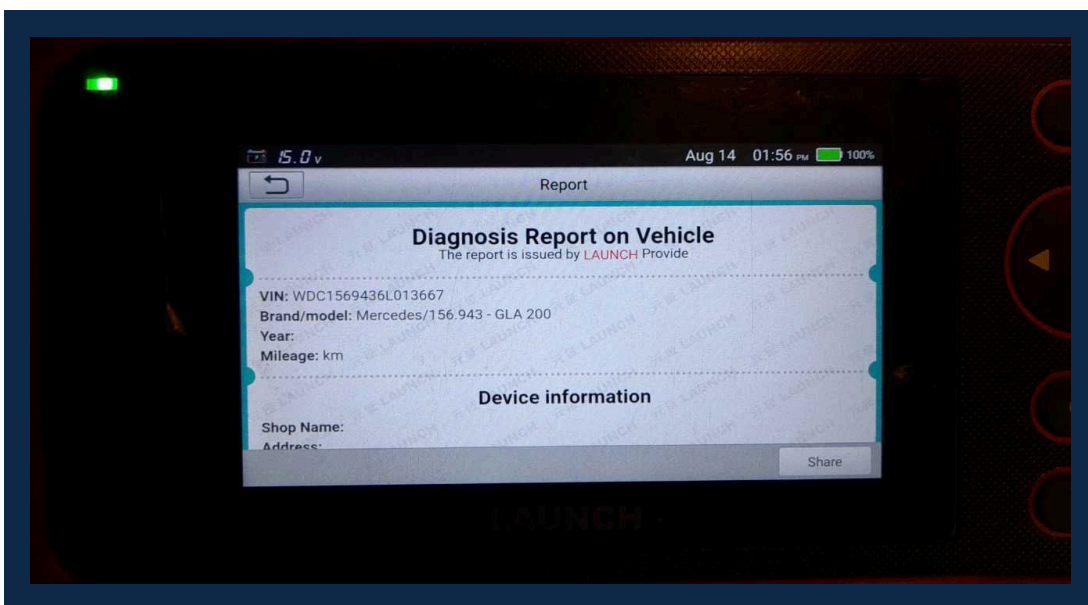 15.0 v
Aug 14 01:56 PM 100%
Report
Diagnosis Report on Vehicle
The report is issued by LAUNCH Provide
VIN: WDC1569436L013667
Brand/model: Mercedes/156.943 - GLA 200
Year:
Mileage: km
Device information
Shop Name:
Address:
Share
LAUNCH